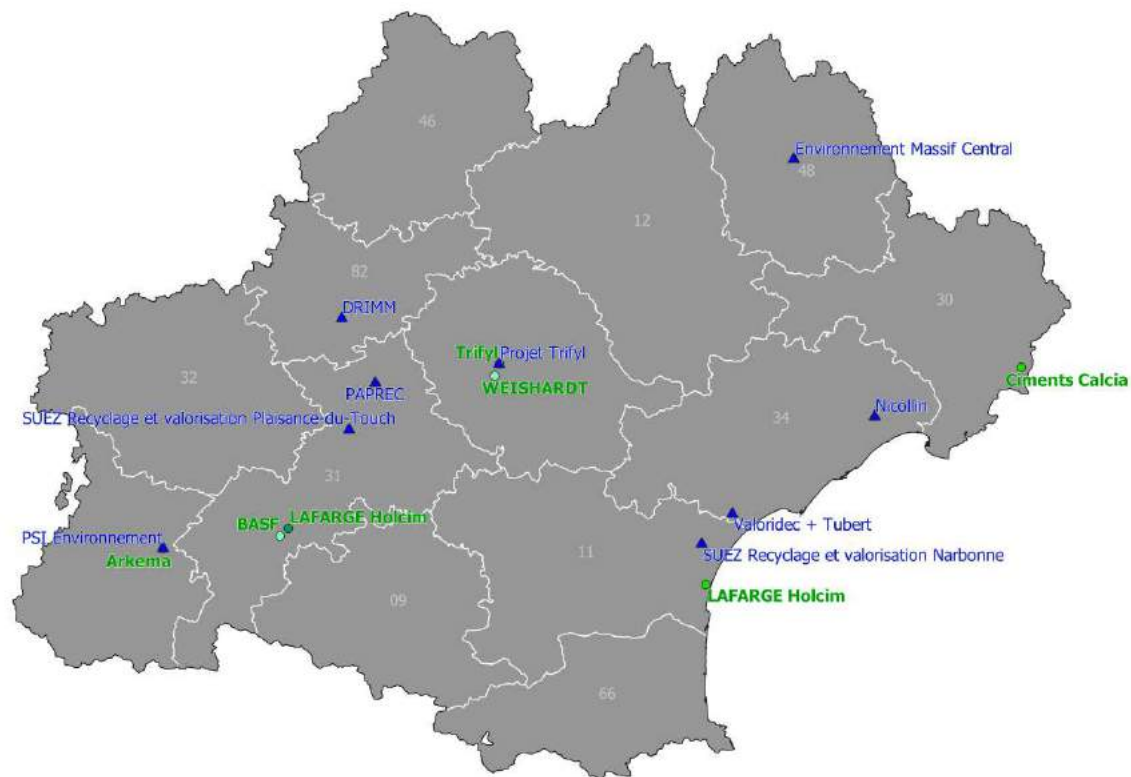 46
Environnement Massif Central
48
12
82
30
DRIMM
Trifyl
Projet Trifyl
Ciments Calcia
32
PAPREC
WEISHARDT
Nicollin
34
SUEZ Recyclage et valorisation Plaisance-du-Touch
31
Valoridec + Tubert
BASF
LAFARGE Holcim
PSI Environnement
Arkema
11
SUEZ Recyclage et valorisation Narbonne
LAFARGE Holcim
09
66